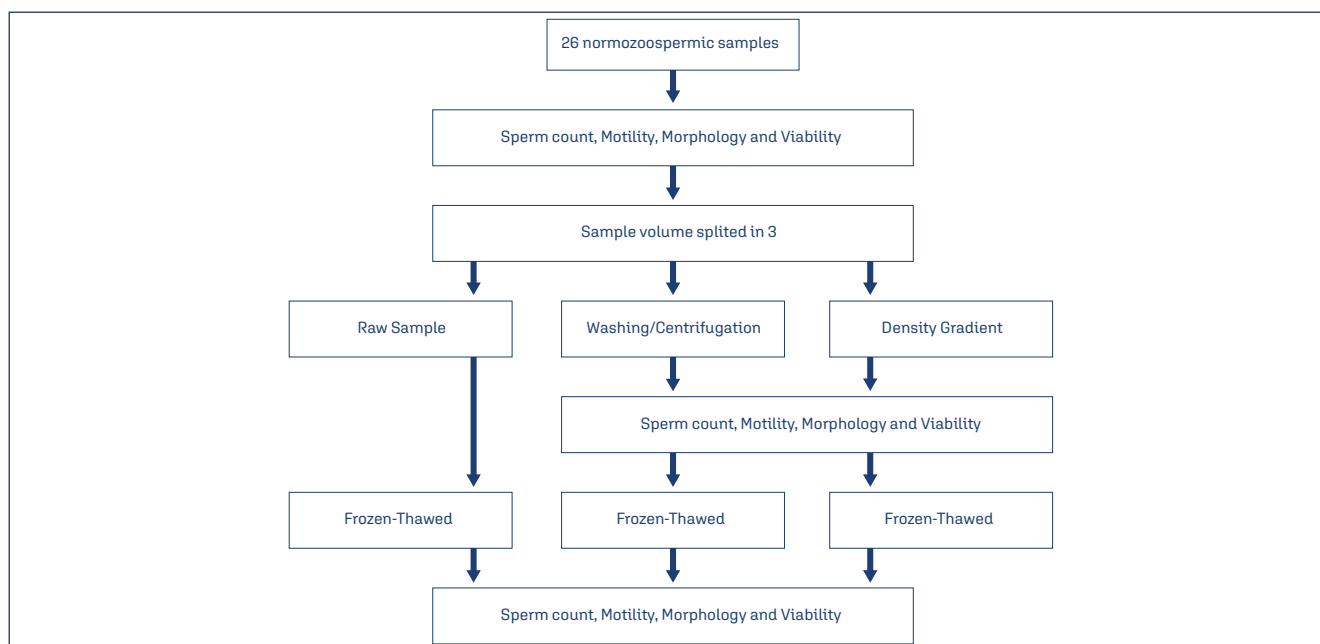 26 normozoospermic samples
Sperm count, Motility, Morphology and Viability
Sample volume splited in 3
Raw Sample
Washing/Centrifugation
Density Gradient
Sperm count, Motility, Morphology and Viability
Frozen-Thawed
Frozen-Thawed
Frozen-Thawed
Sperm count, Motility, Morphology and Viability